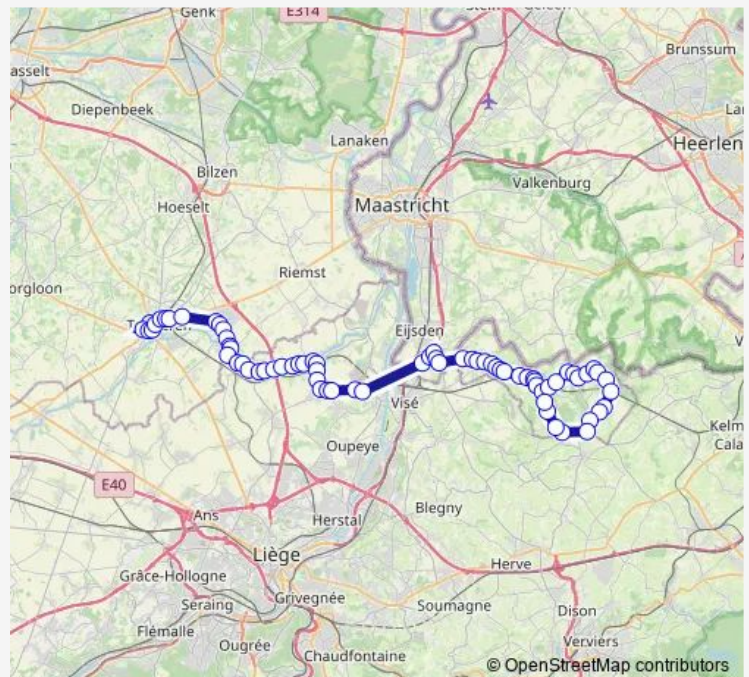 Genk
E314
Brunssum
asselt
Diepenbeek
Lanaken
Heerlen
Bilzen
Valkenburg
Hoeselt
Maastricht
Riemst
orgloon
Eijsden
Visé
Oupeye
Kelm
Cala
E40
Ans
Herstal
Blegny
Liège
Herve
Grâce-Hollogne
Seraing
Grivegnée
Soumagne
Dison
Flémalle
Ougrée
Verviers
Chaudfontaine
© OpenStreetMap contributors